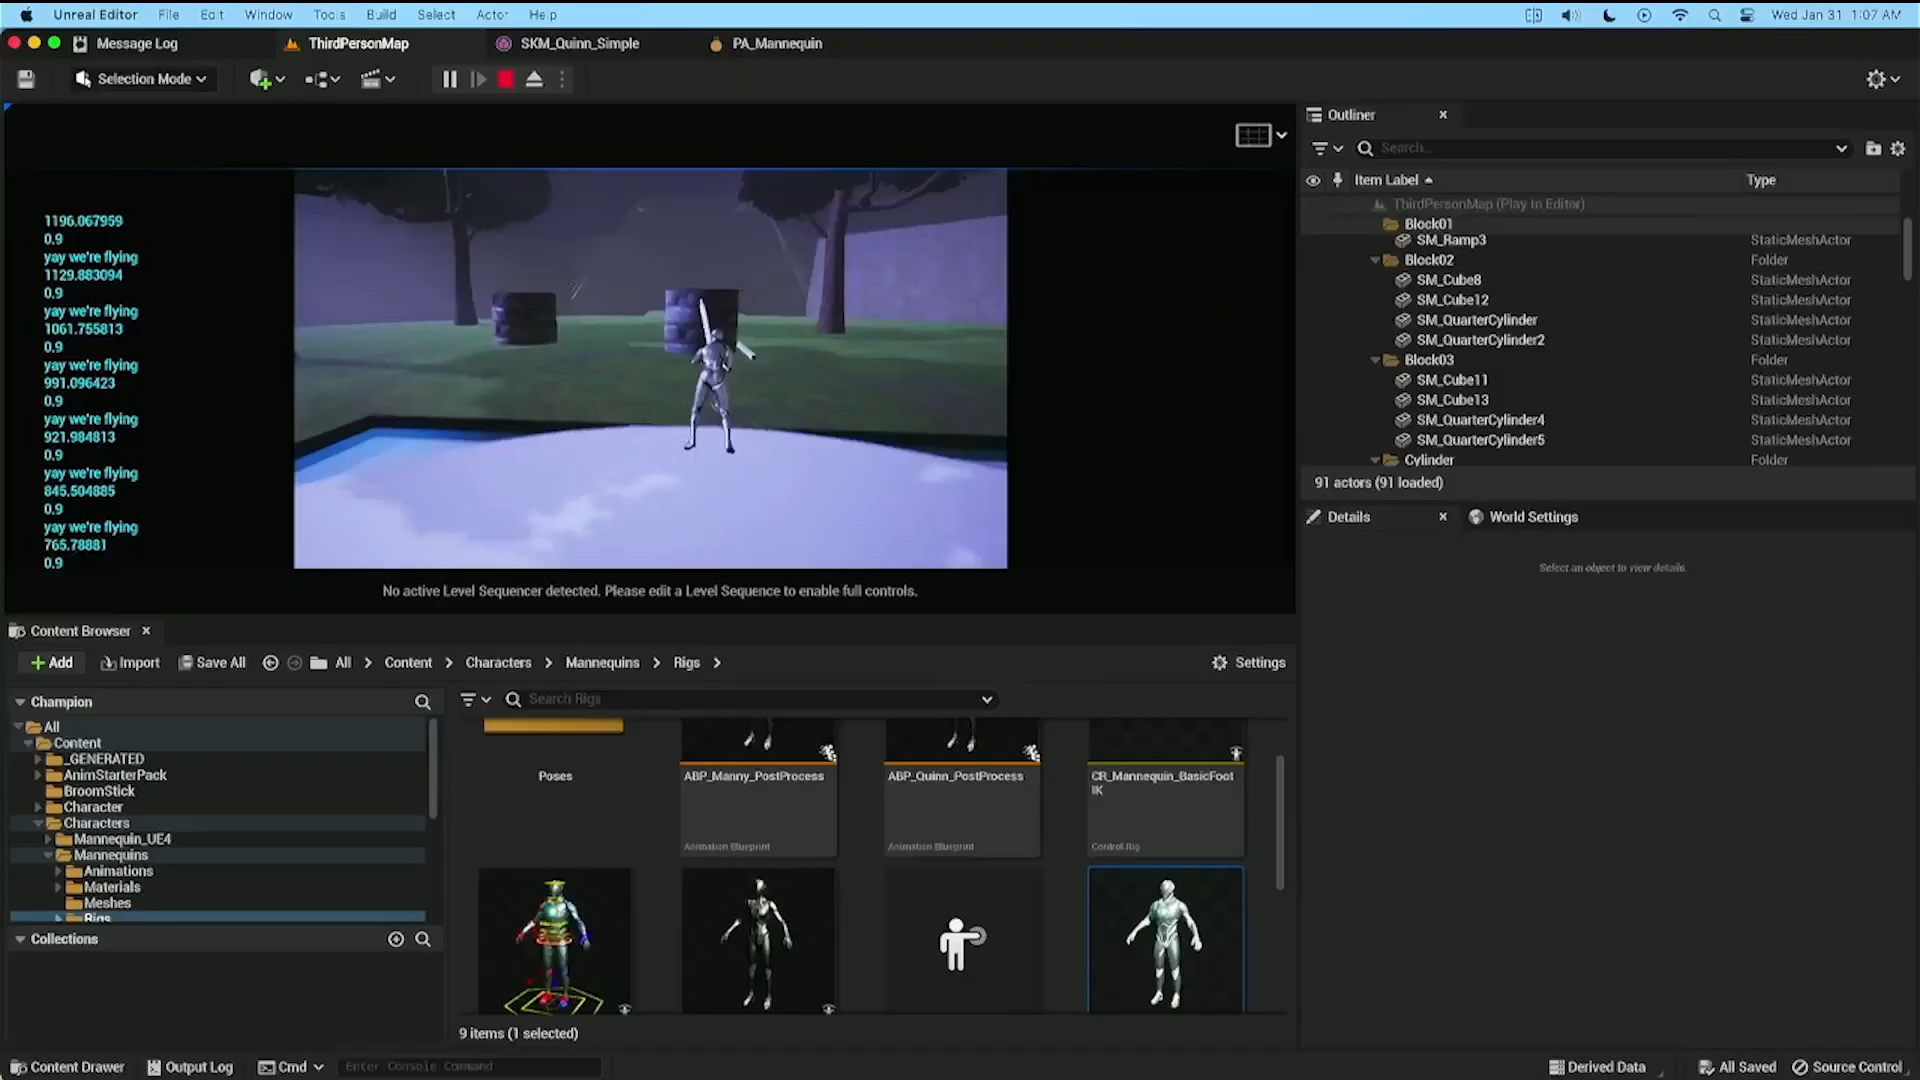 Unreal Editor File Edit Window Tools Build Select Actor Help Wed Jan 31 1:07 AM
Message Log ThirdPersonMap SKM_Quinn_Simple PA_Mannequin
Selection Mode
1196.067959
0.9
yay we're flying
1129.883094
0.9
yay we're flying
1061.755813
0.9
yay we're flying
991.096423
0.9
yay we're flying
921.984813
0.9
yay we're flying
845.504885
0.9
yay we're flying
765.78881
0.9
No active Level Sequencer detected. Please edit a Level Sequence to enable full controls.
Outliner
Search...
Item Label Type
ThirdPersonMap (Play In Editor)
Block01
SM_Ramp3 StaticMeshActor
Block02 Folder
SM_Cube8 StaticMeshActor
SM_Cube12 StaticMeshActor
SM_QuarterCylinder StaticMeshActor
SM_QuarterCylinder2 StaticMeshActor
Block03 Folder
SM_Cube11 StaticMeshActor
SM_Cube13 StaticMeshActor
SM_QuarterCylinder4 StaticMeshActor
SM_QuarterCylinder5 StaticMeshActor
Cylinder Folder
91 actors (91 loaded)
Details World Settings
Select an object to view details.
Content Browser
Add Import Save All All Content Characters Mannequins Rigs Settings
Champion
All
Content
_GENERATED
AnimStarterPack
BroomStick
Character
Characters
Mannequin_UE4
Mannequins
Animations
Materials
Meshes
Rigs
Collections
Search Rigs
Poses
ABP_Manny_PostProcess
Animation Blueprint
ABP_Quinn_PostProcess
Animation Blueprint
CR_Mannequin_BasicFoot
IK
Control Rig
9 items (1 selected)
Content Drawer Output Log Cmd Enter Console Command Derived Data All Saved Source Control